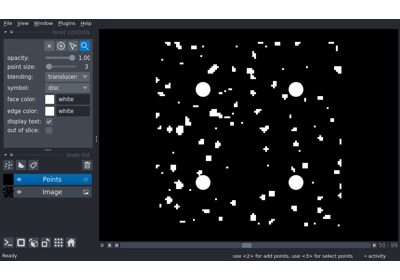 File View Window Plugins Help
layer controls
opacity: 1.00
point size: 3
blending: translucen
symbol: disc
face color: white
edge color: white
display text:
out of slice:
layer list
Points
Image
0 50 99
Ready use <2> for add points, use <3> for select points activity